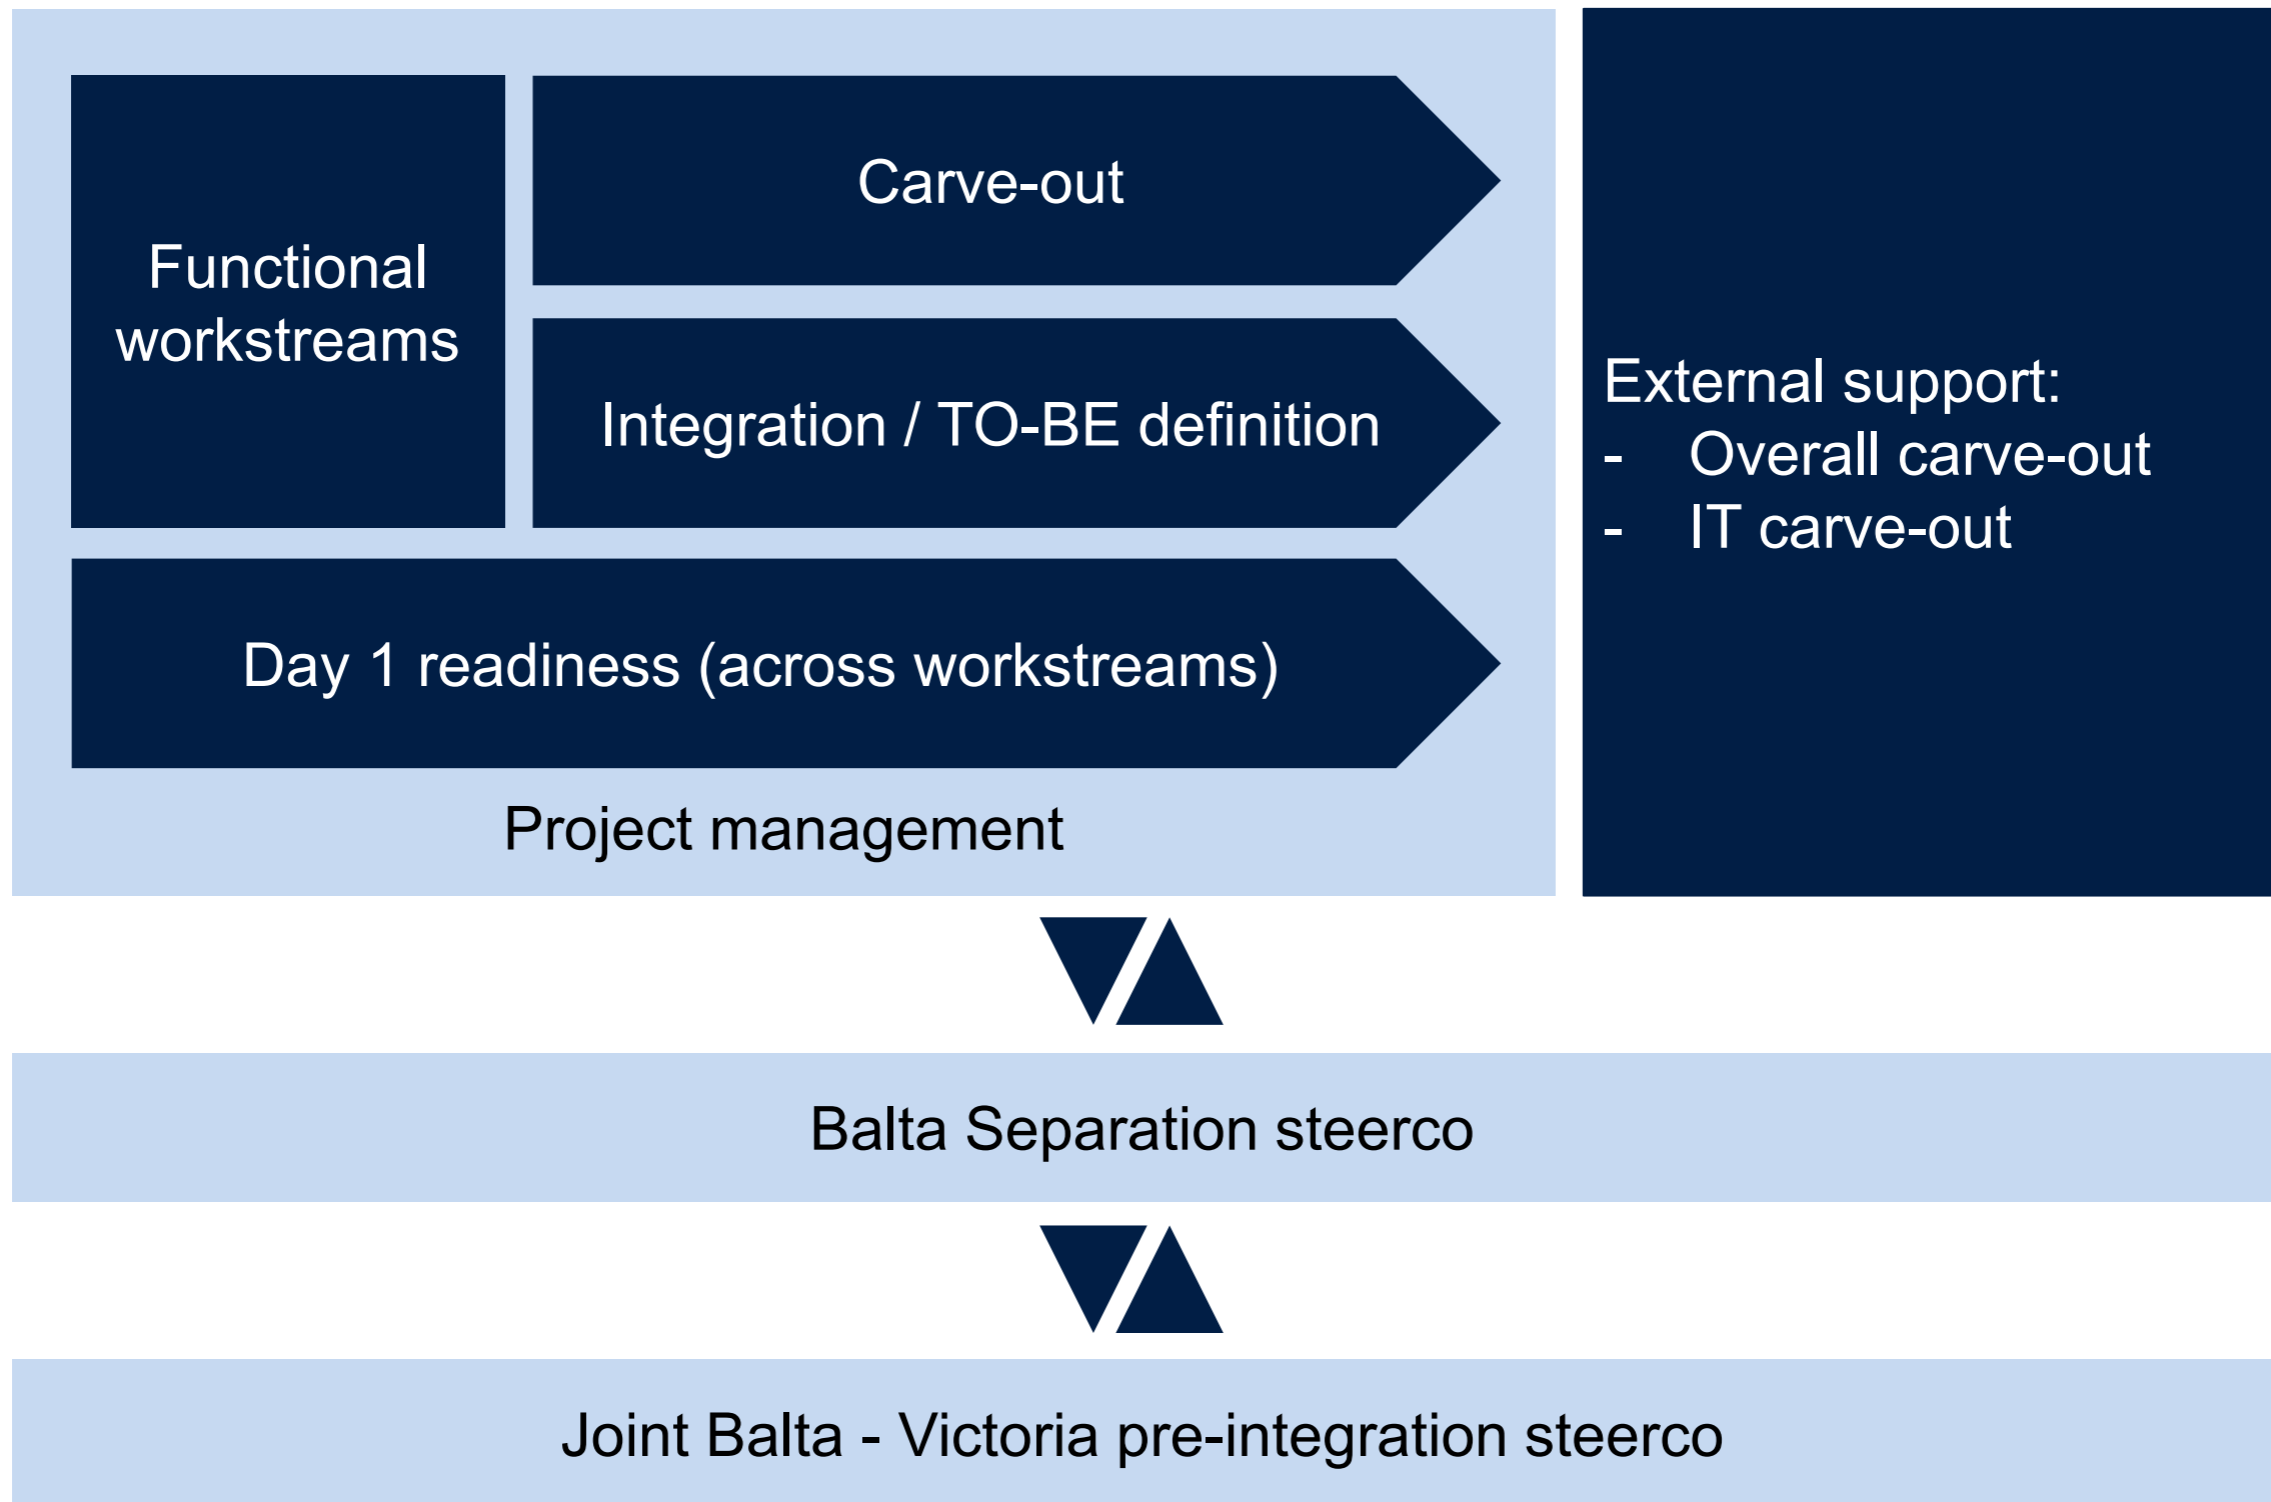 Functional
workstreams
Carve-out
Integration / TO-BE definition
Day 1 readiness (across workstreams)
Project management
External support:
- Overall carve-out
- IT carve-out
Balta Separation steerco
Joint Balta - Victoria pre-integration steerco